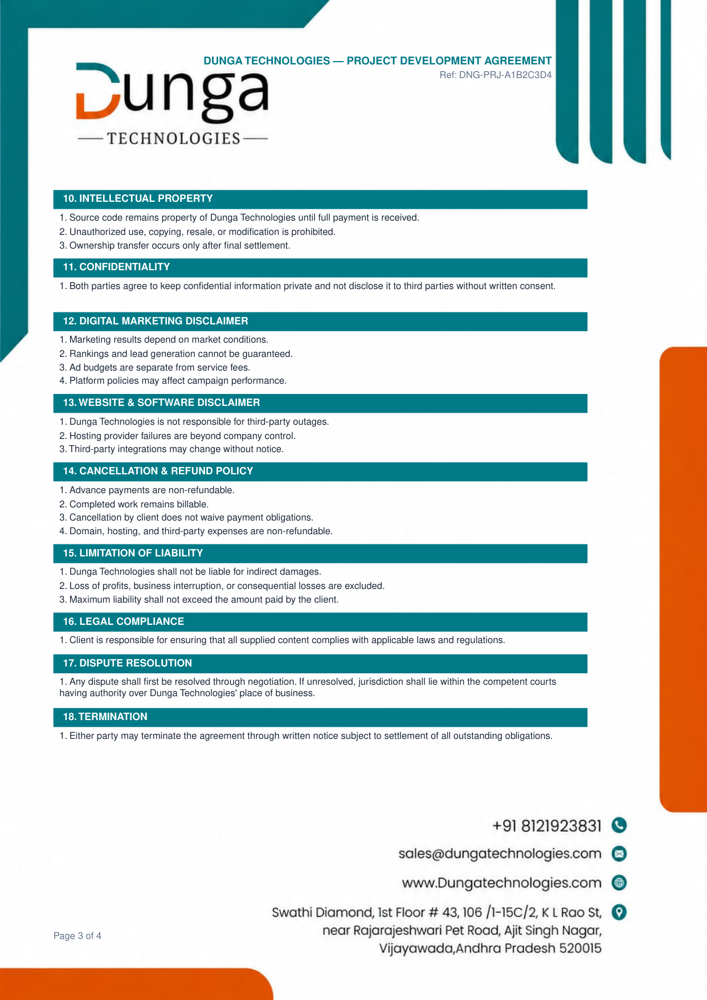 DUNGA TECHNOLOGIES — PROJECT DEVELOPMENT AGREEMENT
Ref: DNG-PRJ-A1B2C3D4
Dunga
TECHNOLOGIES
10. INTELLECTUAL PROPERTY
1. Source code remains property of Dunga Technologies until full payment is received.
2. Unauthorized use, copying, resale, or modification is prohibited.
3. Ownership transfer occurs only after final settlement.
11. CONFIDENTIALITY
1. Both parties agree to keep confidential information private and not disclose it to third parties without written consent.
12. DIGITAL MARKETING DISCLAIMER
1. Marketing results depend on market conditions.
2. Rankings and lead generation cannot be guaranteed.
3. Ad budgets are separate from service fees.
4. Platform policies may affect campaign performance.
13. WEBSITE & SOFTWARE DISCLAIMER
1. Dunga Technologies is not responsible for third-party outages.
2. Hosting provider failures are beyond company control.
3. Third-party integrations may change without notice.
14. CANCELLATION & REFUND POLICY
1. Advance payments are non-refundable.
2. Completed work remains billable.
3. Cancellation by client does not waive payment obligations.
4. Domain, hosting, and third-party expenses are non-refundable.
15. LIMITATION OF LIABILITY
1. Dunga Technologies shall not be liable for indirect damages.
2. Loss of profits, business interruption, or consequential losses are excluded.
3. Maximum liability shall not exceed the amount paid by the client.
16. LEGAL COMPLIANCE
1. Client is responsible for ensuring that all supplied content complies with applicable laws and regulations.
17. DISPUTE RESOLUTION
1. Any dispute shall first be resolved through negotiation. If unresolved, jurisdiction shall lie within the competent courts
having authority over Dunga Technologies' place of business.
18. TERMINATION
1. Either party may terminate the agreement through written notice subject to settlement of all outstanding obligations.
+91 8121923831
sales@dungatechnologies.com
www.Dungatechnologies.com
Swathi Diamond, 1st Floor # 43, 106 /1-15C/2, K L Rao St,
near Rajarajeshwari Pet Road, Ajit Singh Nagar,
Vijayawada,Andhra Pradesh 520015
Page 3 of 4